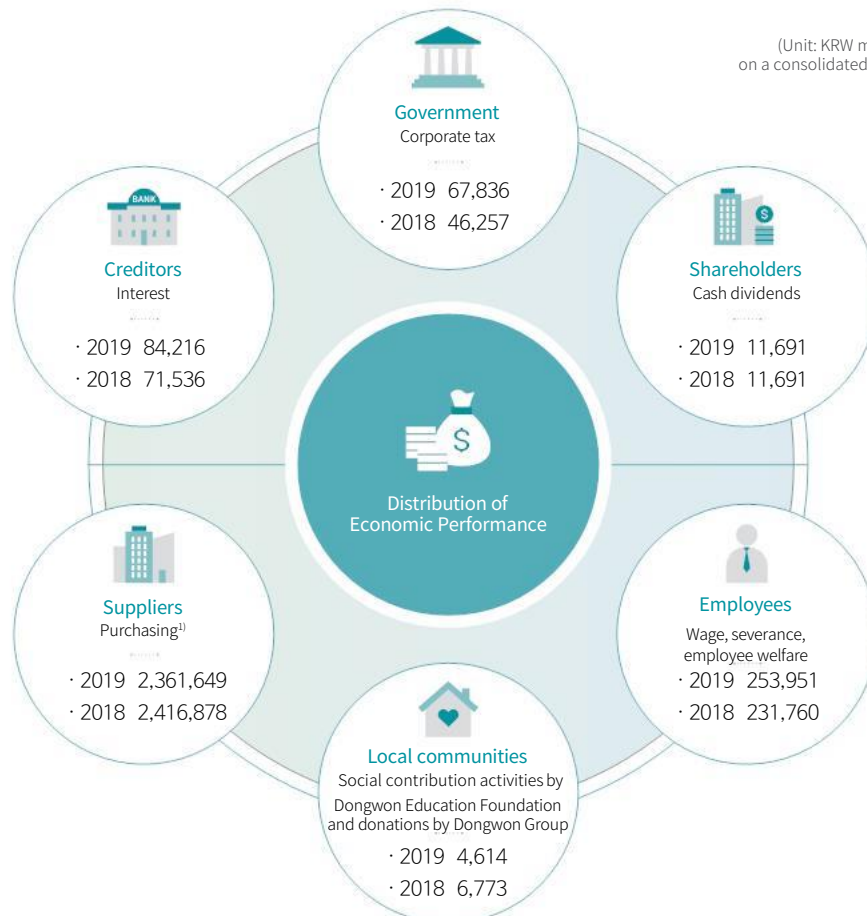 (Unit: KRW m
on a consolidated
Government
Corporate tax
· 2019 67,836
· 2018 46,257
BANK
Creditors
Interest
· 2019 84,216
· 2018 71,536
$
Shareholders
Cash dividends
· 2019 11,691
· 2018 11,691
$
Distribution of
Economic Performance
Suppliers
Purchasing1)
· 2019 2,361,649
· 2018 2,416,878
Employees
Wage, severance,
employee welfare
· 2019 253,951
· 2018 231,760
Local communities
Social contribution activities by
Dongwon Education Foundation
and donations by Dongwon Group
· 2019 4,614
· 2018 6,773